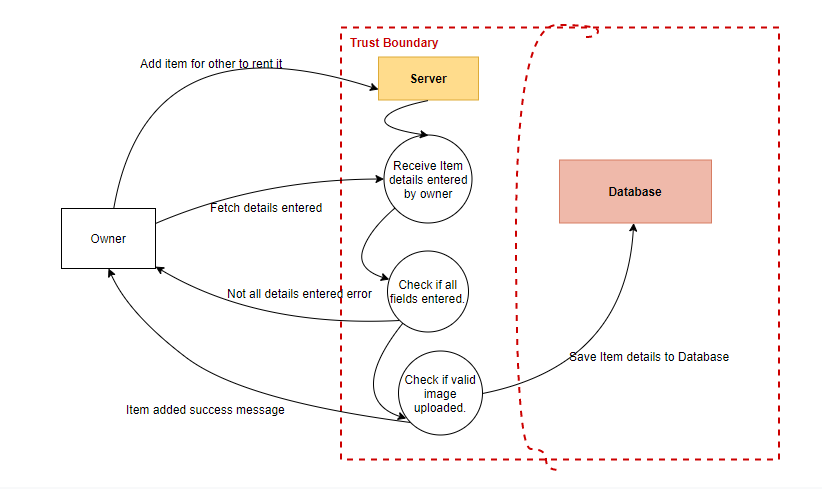 Trust Boundary
Add item for other to rent it
Server
Receive Item
details entered
by owner
Database
Fetch details entered
Owner
Not all details entered error
Check if all
fields entered.
Save Item details to Database
Check if valid
image
uploaded.
Item added success message